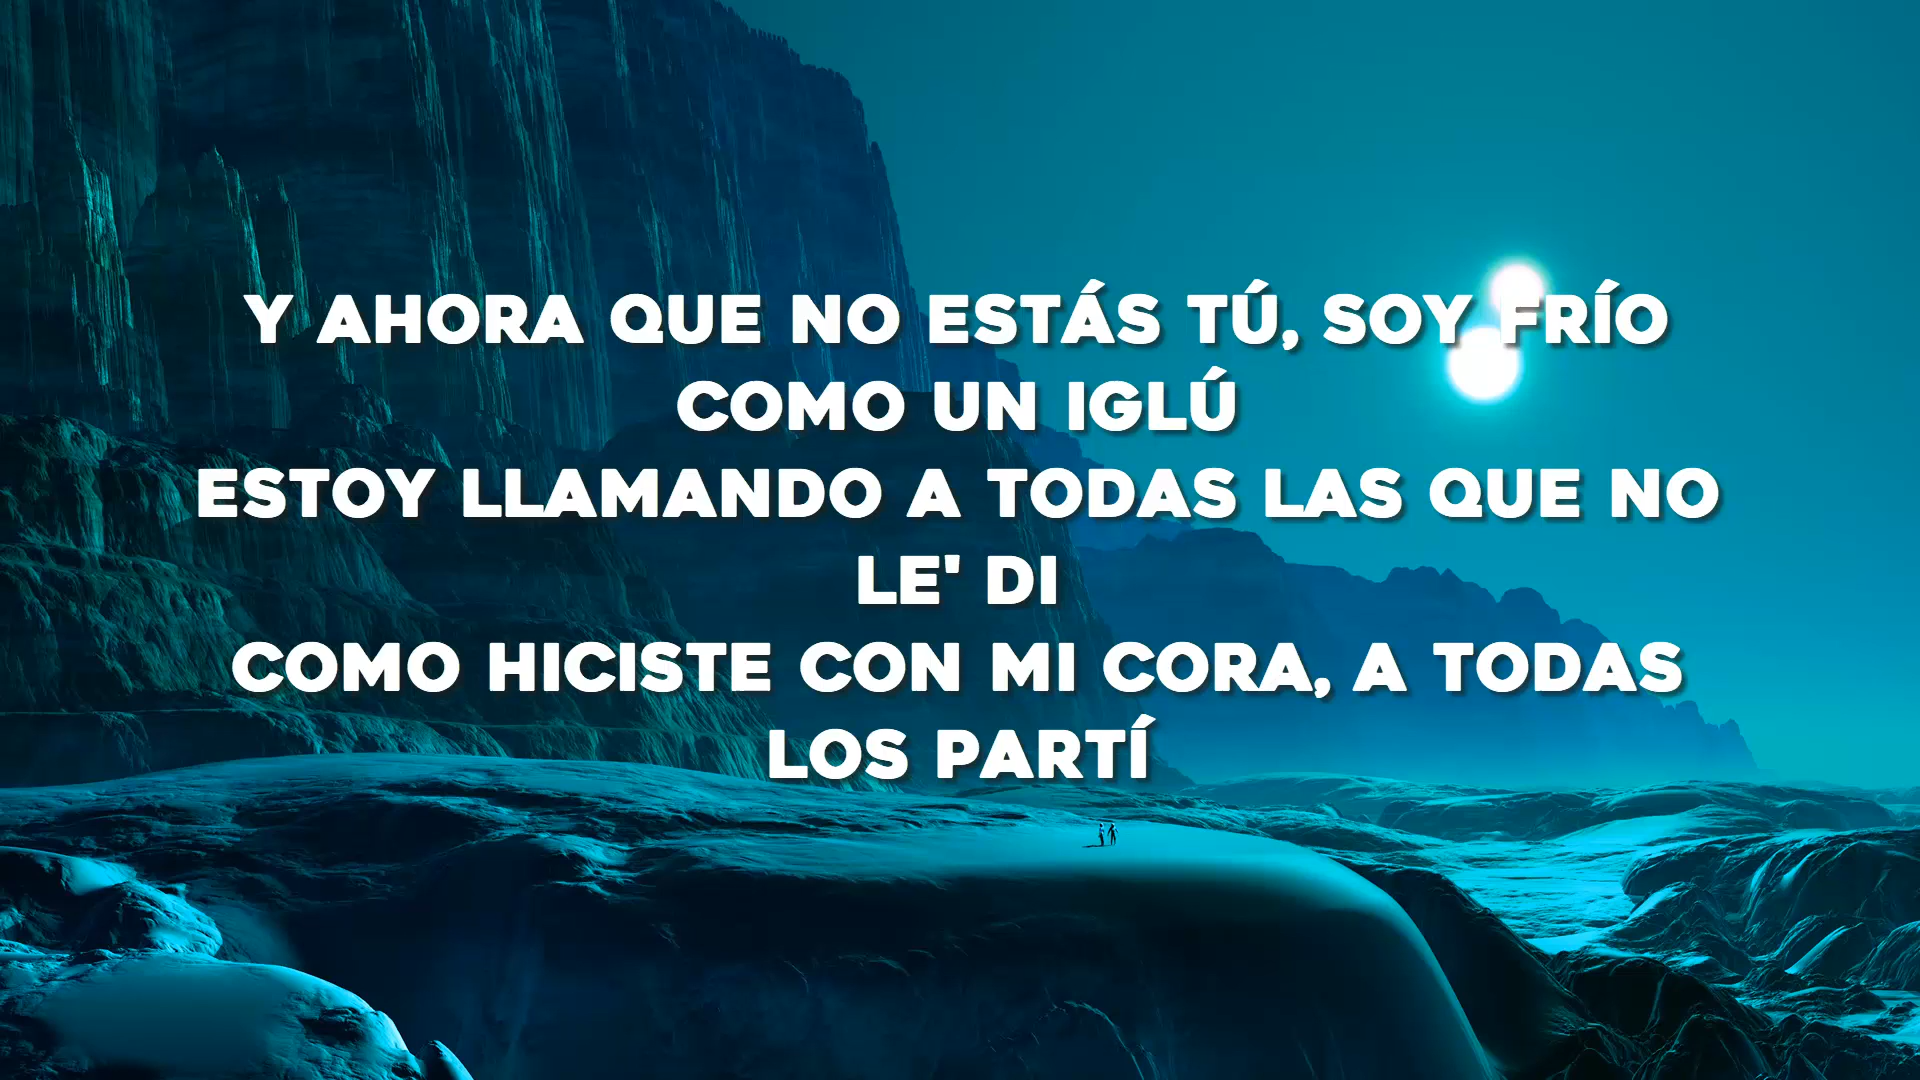 Y AHORA QUE NO ESTÁS TÚ, SOY FRÍO
COMO UN IGLÚ
ESTOY LLAMANDO A TODAS LAS QUE NO
LE' DI
COMO HICISTE CON MI CORA, A TODAS
LOS PARTÍ